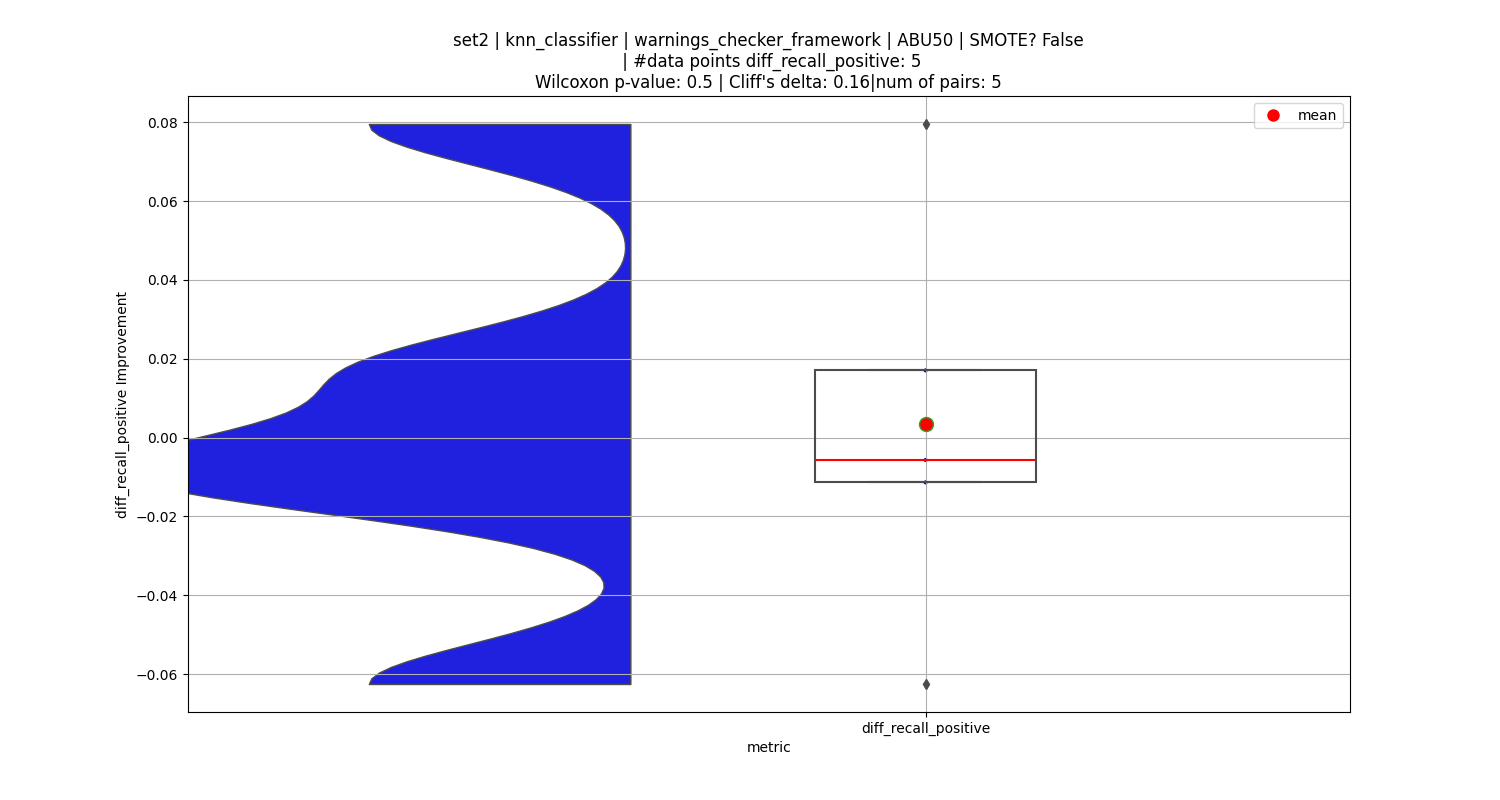 set2 | knn_classifier | warnings_checker_framework | ABU50 | SMOTE? False
| #data points diff_recall_positive: 5
Wilcoxon p-value: 0.5 | Cliff's delta: 0.16|num of pairs: 5
mean
0.08
0.06
0.04
0.02
0.00
−0.02
−0.04
−0.06
diff_recall_positive Improvement
diff_recall_positive
metric